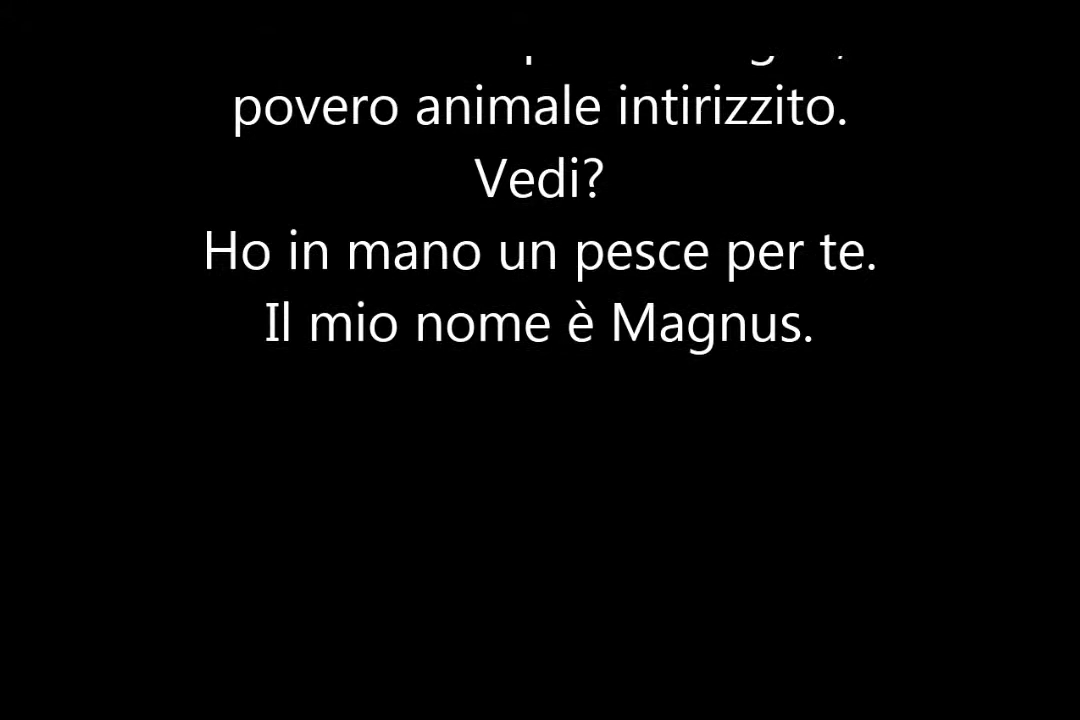 povero animale intirizzito.
Vedi?
Ho in mano un pesce per te.
Il mio nome è Magnus.